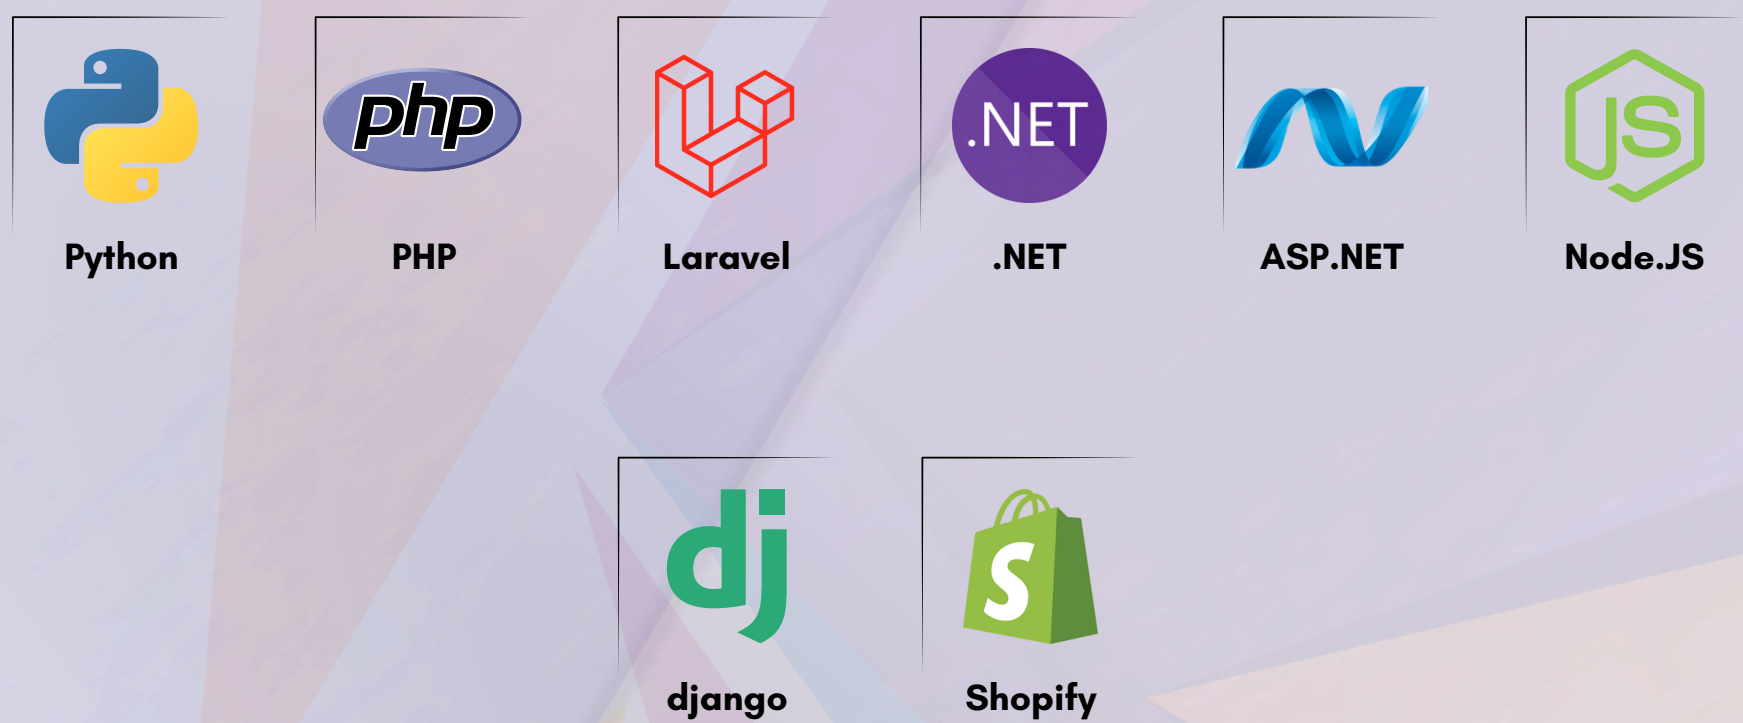 php
.NET
JS
Python
PHP
Laravel
.NET
ASP.NET
Node.JS
dj
S
django
Shopify